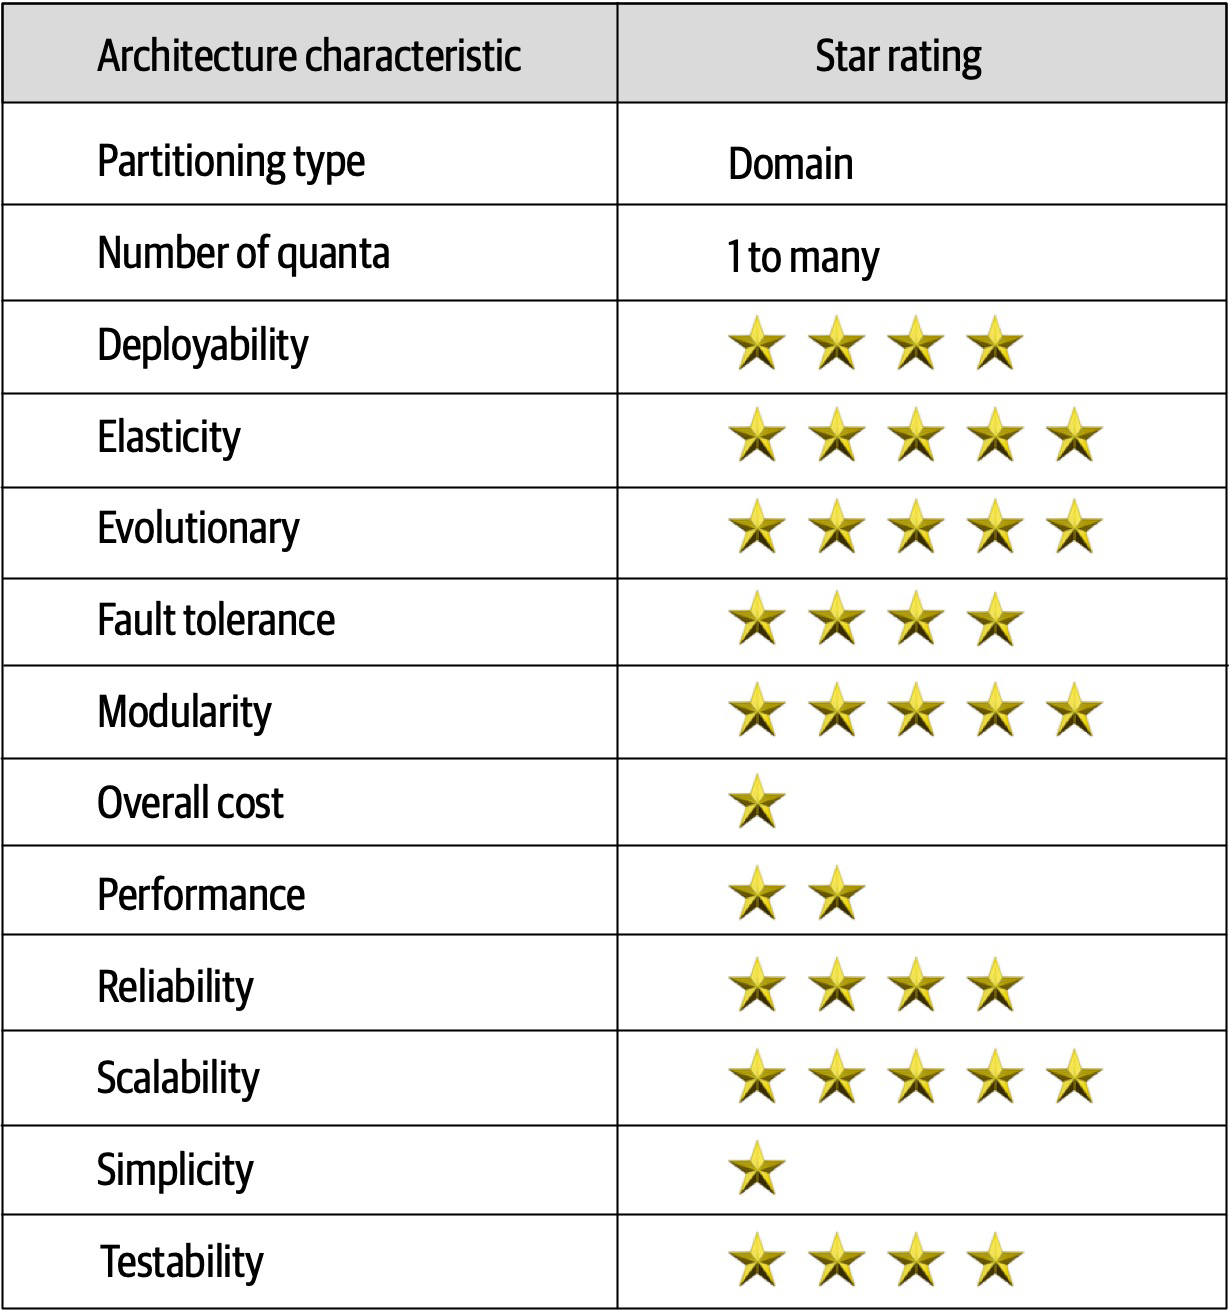 Architecture characteristic Star rating
Partitioning type Domain
Number of quanta 1 to many
Deployability
Elasticity
Evolutionary
Fault tolerance
Modularity
Overall cost
Performance
Reliability
Scalability
Simplicity
Testability